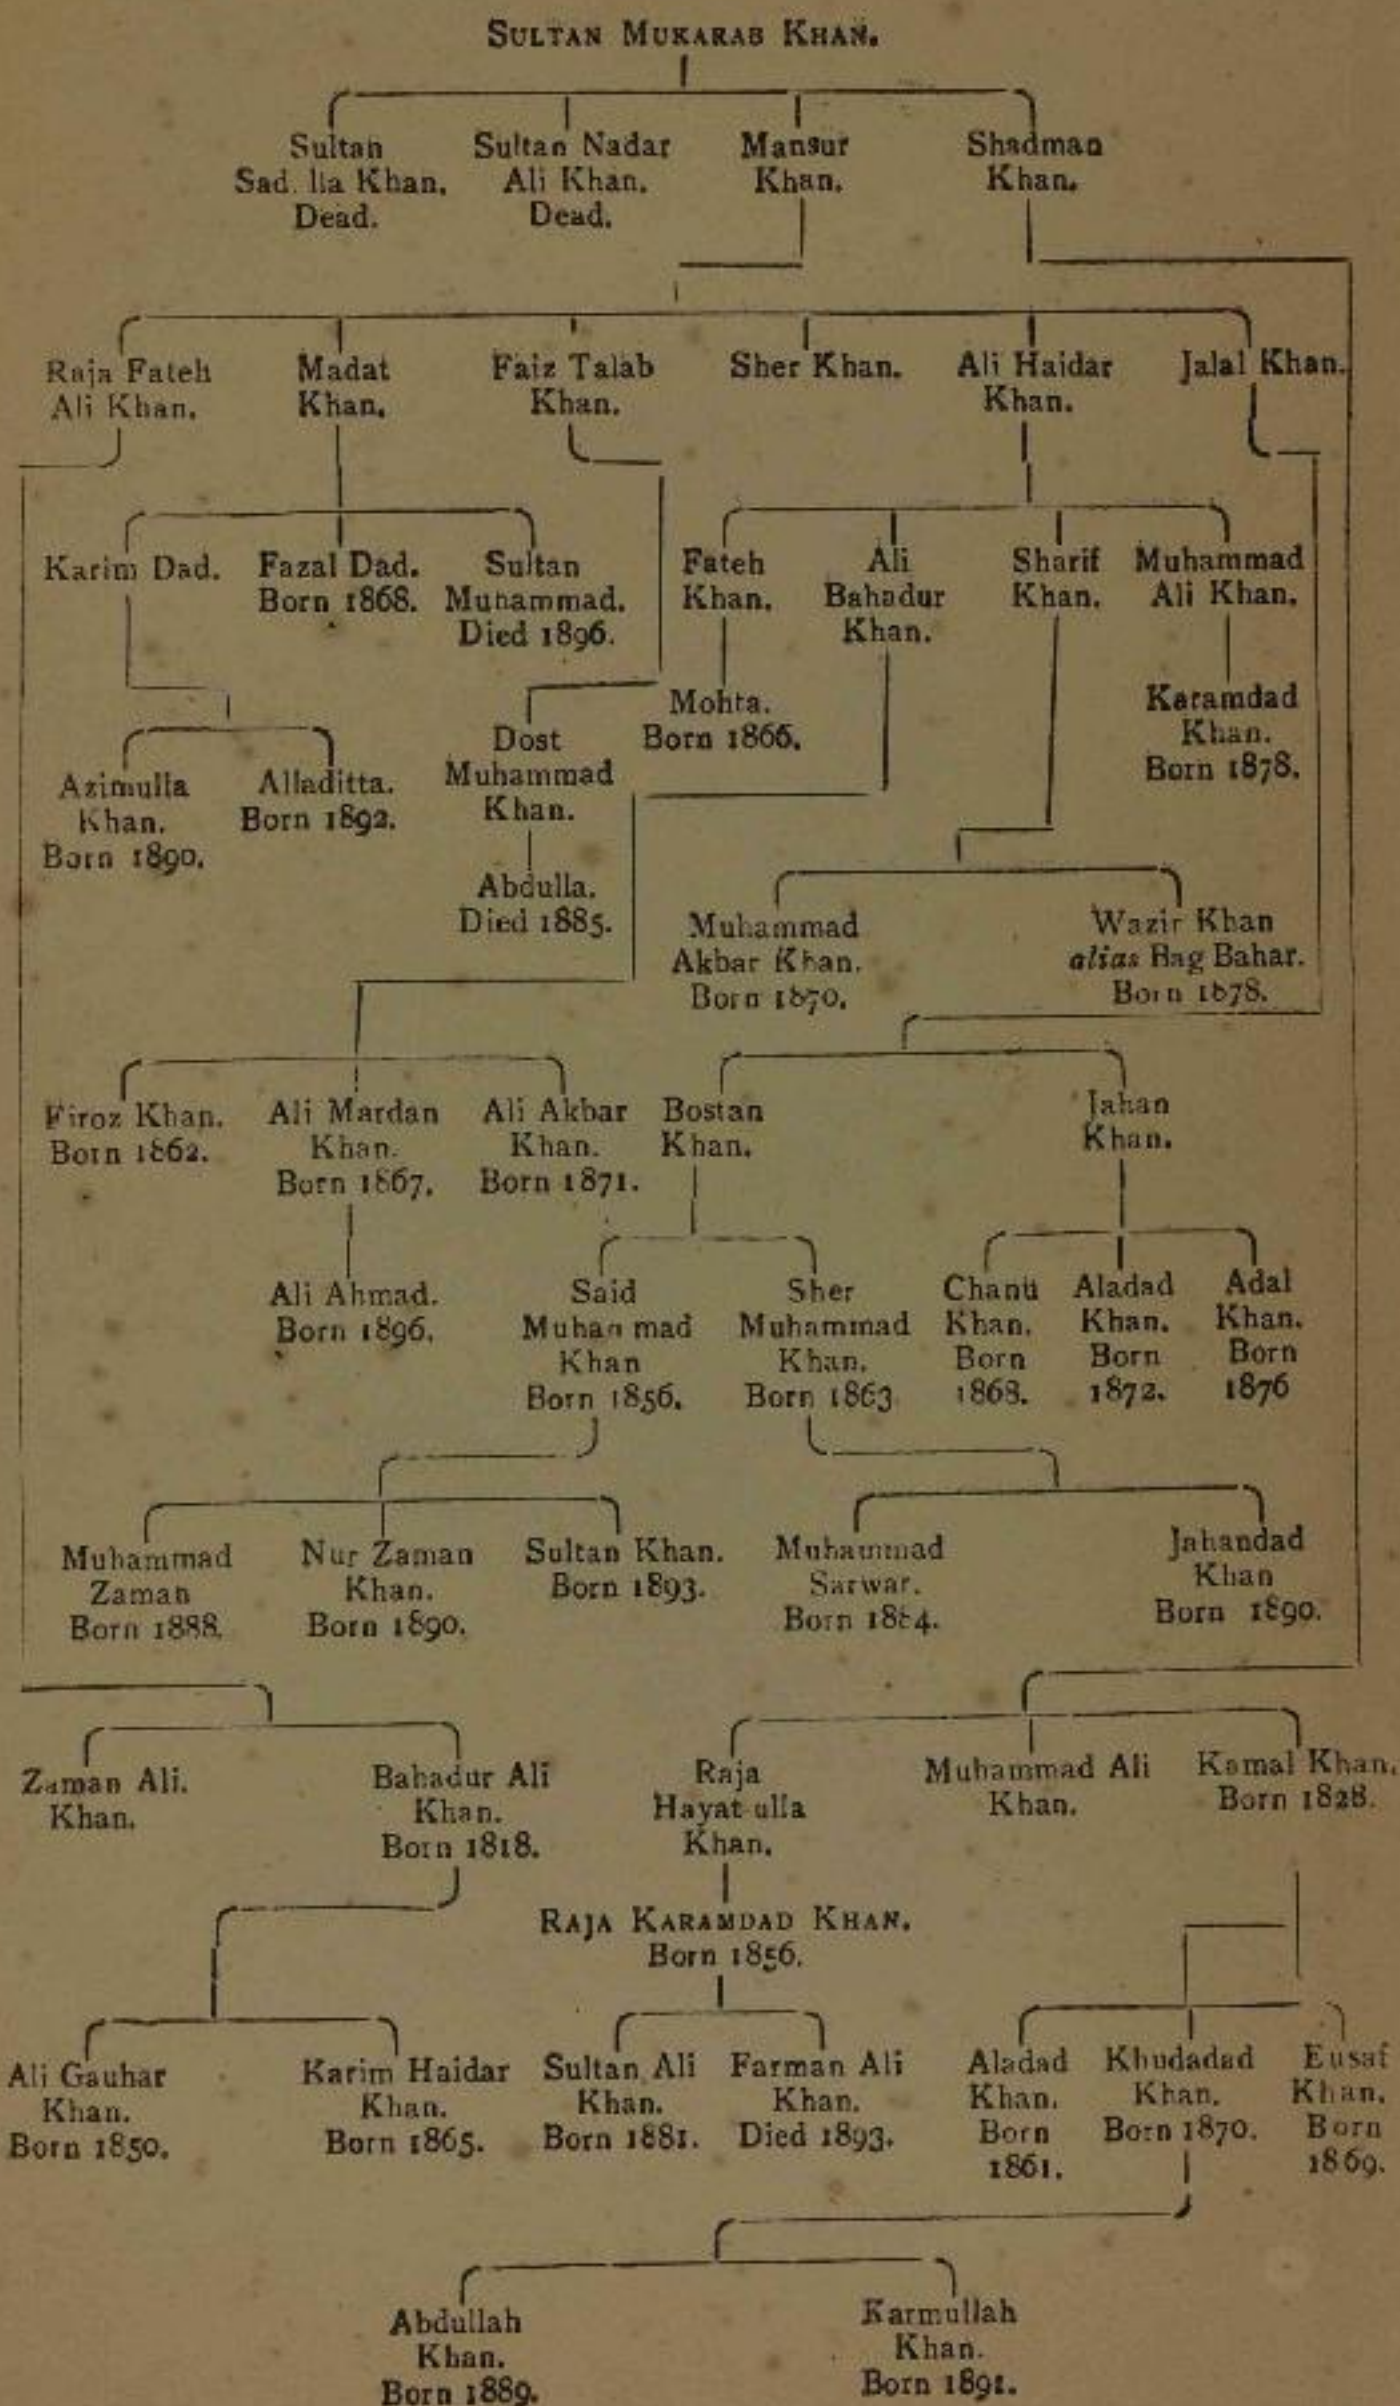 SULTAN MUKARAB KHAN.
Sultan
Sad lla Khan.
Dead.
Sultan Nadar
Ali Khan.
Dead.
Mansur
Khan.
Shadman
Khan.
Raja Fateh
Ali Khan.
Madat
Khan.
Faiz Talab
Khan.
Sher Khan.
Ali Haidar
Khan.
Jalal Khan.
Karim Dad.
Fazal Dad.
Born 1868.
Sultan
Muhammad.
Died 1896.
Fateh
Khan.
Ali
Bahadur
Khan.
Sharif
Khan.
Muhammad
Ali Khan.
Azimulla
Khan.
Born 1890.
Alladitta.
Born 1892.
Dost
Muhammad
Khan.
Mohta.
Born 1866.
Karamdad
Khan.
Born 1878.
Abdulla.
Died 1885.
Muhammad
Akbar Khan.
Born 1870.
Wazir Khan
alias Bag Bahar.
Born 1878.
Firoz Khan.
Born 1862.
Ali Mardan
Khan.
Born 1867.
Ali Akbar
Khan.
Born 1871.
Bostan
Khan.
Jahan
Khan.
Ali Ahmad.
Born 1896.
Said
Muhammad
Khan
Born 1856.
Sher
Muhammad
Khan.
Born 1863
Chanu
Khan.
Born
1868.
Aladad
Khan.
Born
1872.
Adal
Khan.
Born
1876
Muhammad
Zaman
Born 1888.
Nur Zaman
Khan.
Born 1890.
Sultan Khan.
Born 1893.
Muhammad
Sarwar.
Born 1884.
Jahandad
Khan
Born 1890.
Zaman Ali.
Khan.
Bahadur Ali
Khan.
Born 1818.
Raja
Hayat ulla
Khan.
Muhammad Ali
Khan.
Kamal Khan.
Born 1828.
RAJA KARAMDAD KHAN.
Born 1856.
Ali Gauhar
Khan.
Born 1850.
Karim Haidar
Khan.
Born 1865.
Sultan Ali
Khan.
Born 1881.
Farman Ali
Khan.
Died 1893.
Aladad
Khan.
Born
1861.
Khudadad
Khan.
Born 1870.
Eusaf
Khan.
Born
1869.
Abdullah
Khan.
Born 1889.
Karmullah
Khan.
Born 1891.